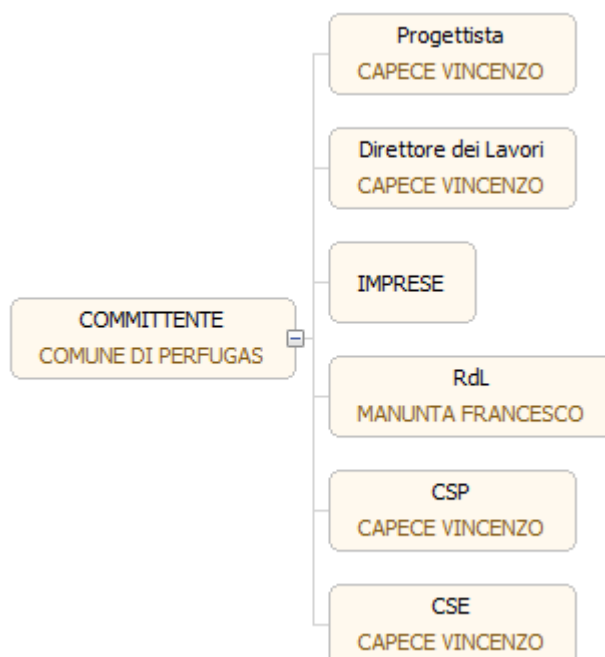 Progettista
CAPECE VINCENZO
Direttore dei Lavori
CAPECE VINCENZO
IMPRESE
COMMITTENTE
COMUNE DI PERFUGAS
RdL
MANUNTA FRANCESCO
CSP
CAPECE VINCENZO
CSE
CAPECE VINCENZO